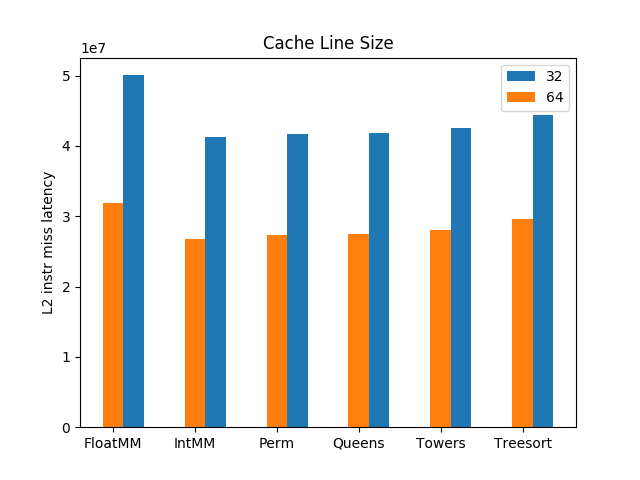 Cache Line Size
1e7
32
64
5
4
3
2
1
0
L2 instr miss latency
FloatMM IntMM Perm Queens Towers Treesort